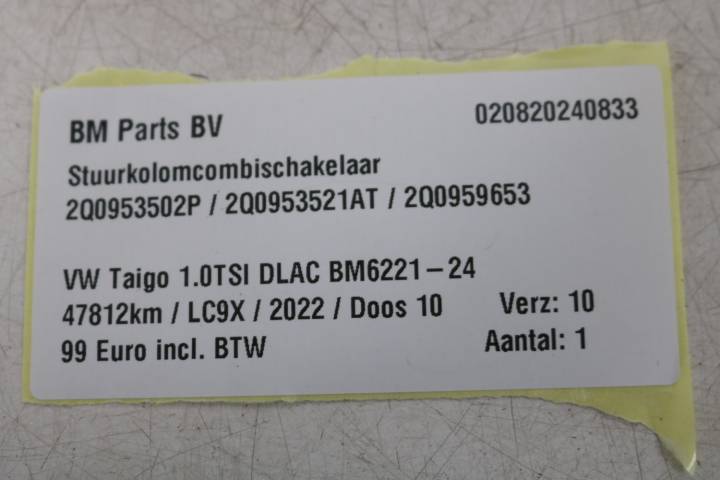 BM Parts BV 020820240833
Stuurkolomcombischakelaar
2Q0953502P / 2Q0953521AT / 2Q0959653
VW Taigo 1.0TSI DLAC BM6221-24
47812km / LC9X / 2022 / Doos 10 Verz: 10
99 Euro incl. BTW Aantal: 1